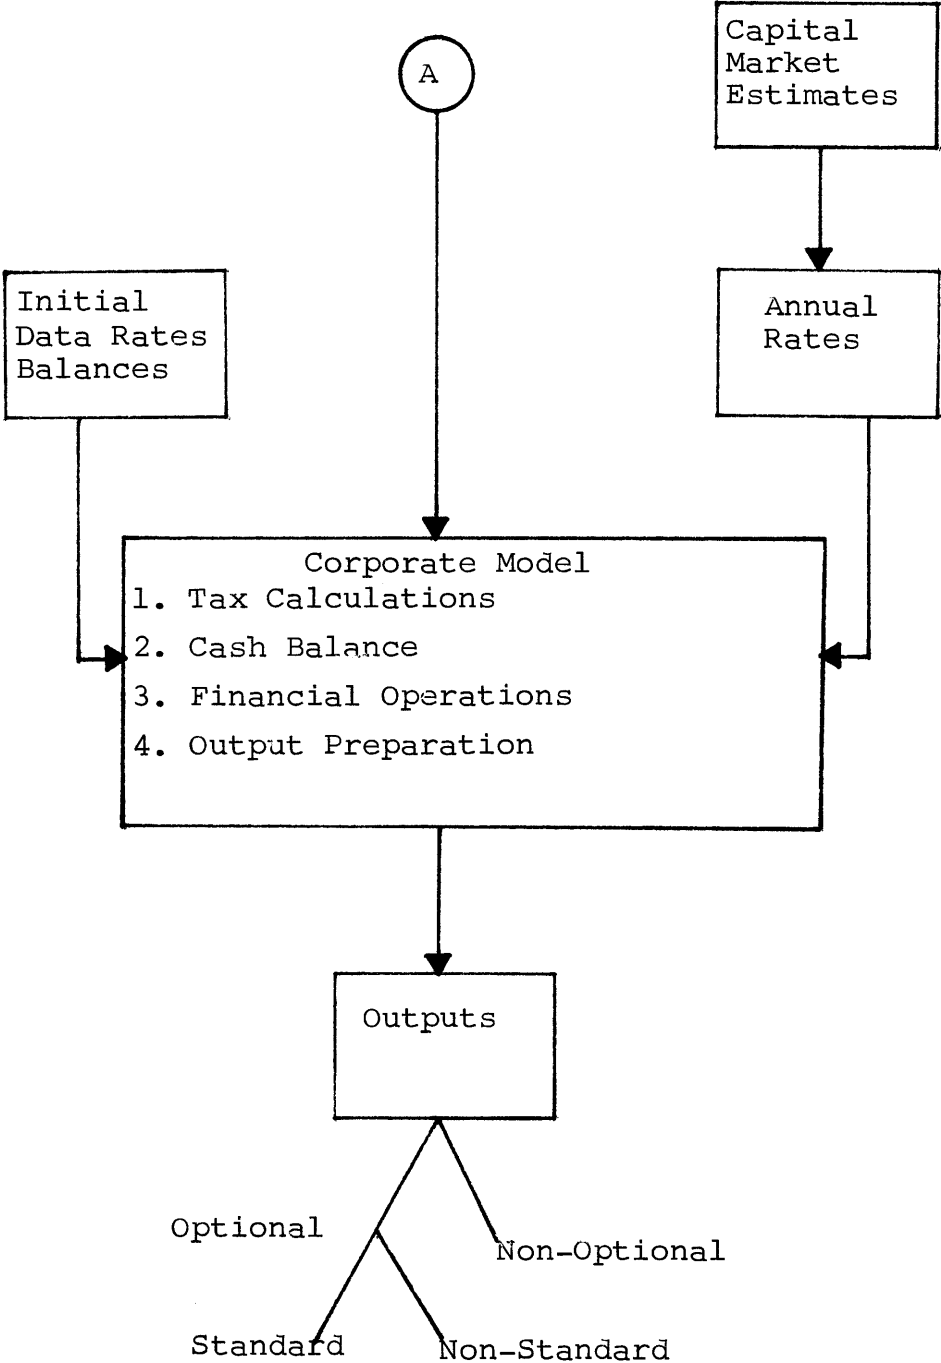 A
Capital
Market
Estimates
Initial
Data Rates
Balances
Annual
Rates
Corporate Model
1. Tax Calculations
2. Cash Balance
3. Financial Operations
4. Output Preparation
Outputs
Optional
Non-Optional
Standard
Non-Standard